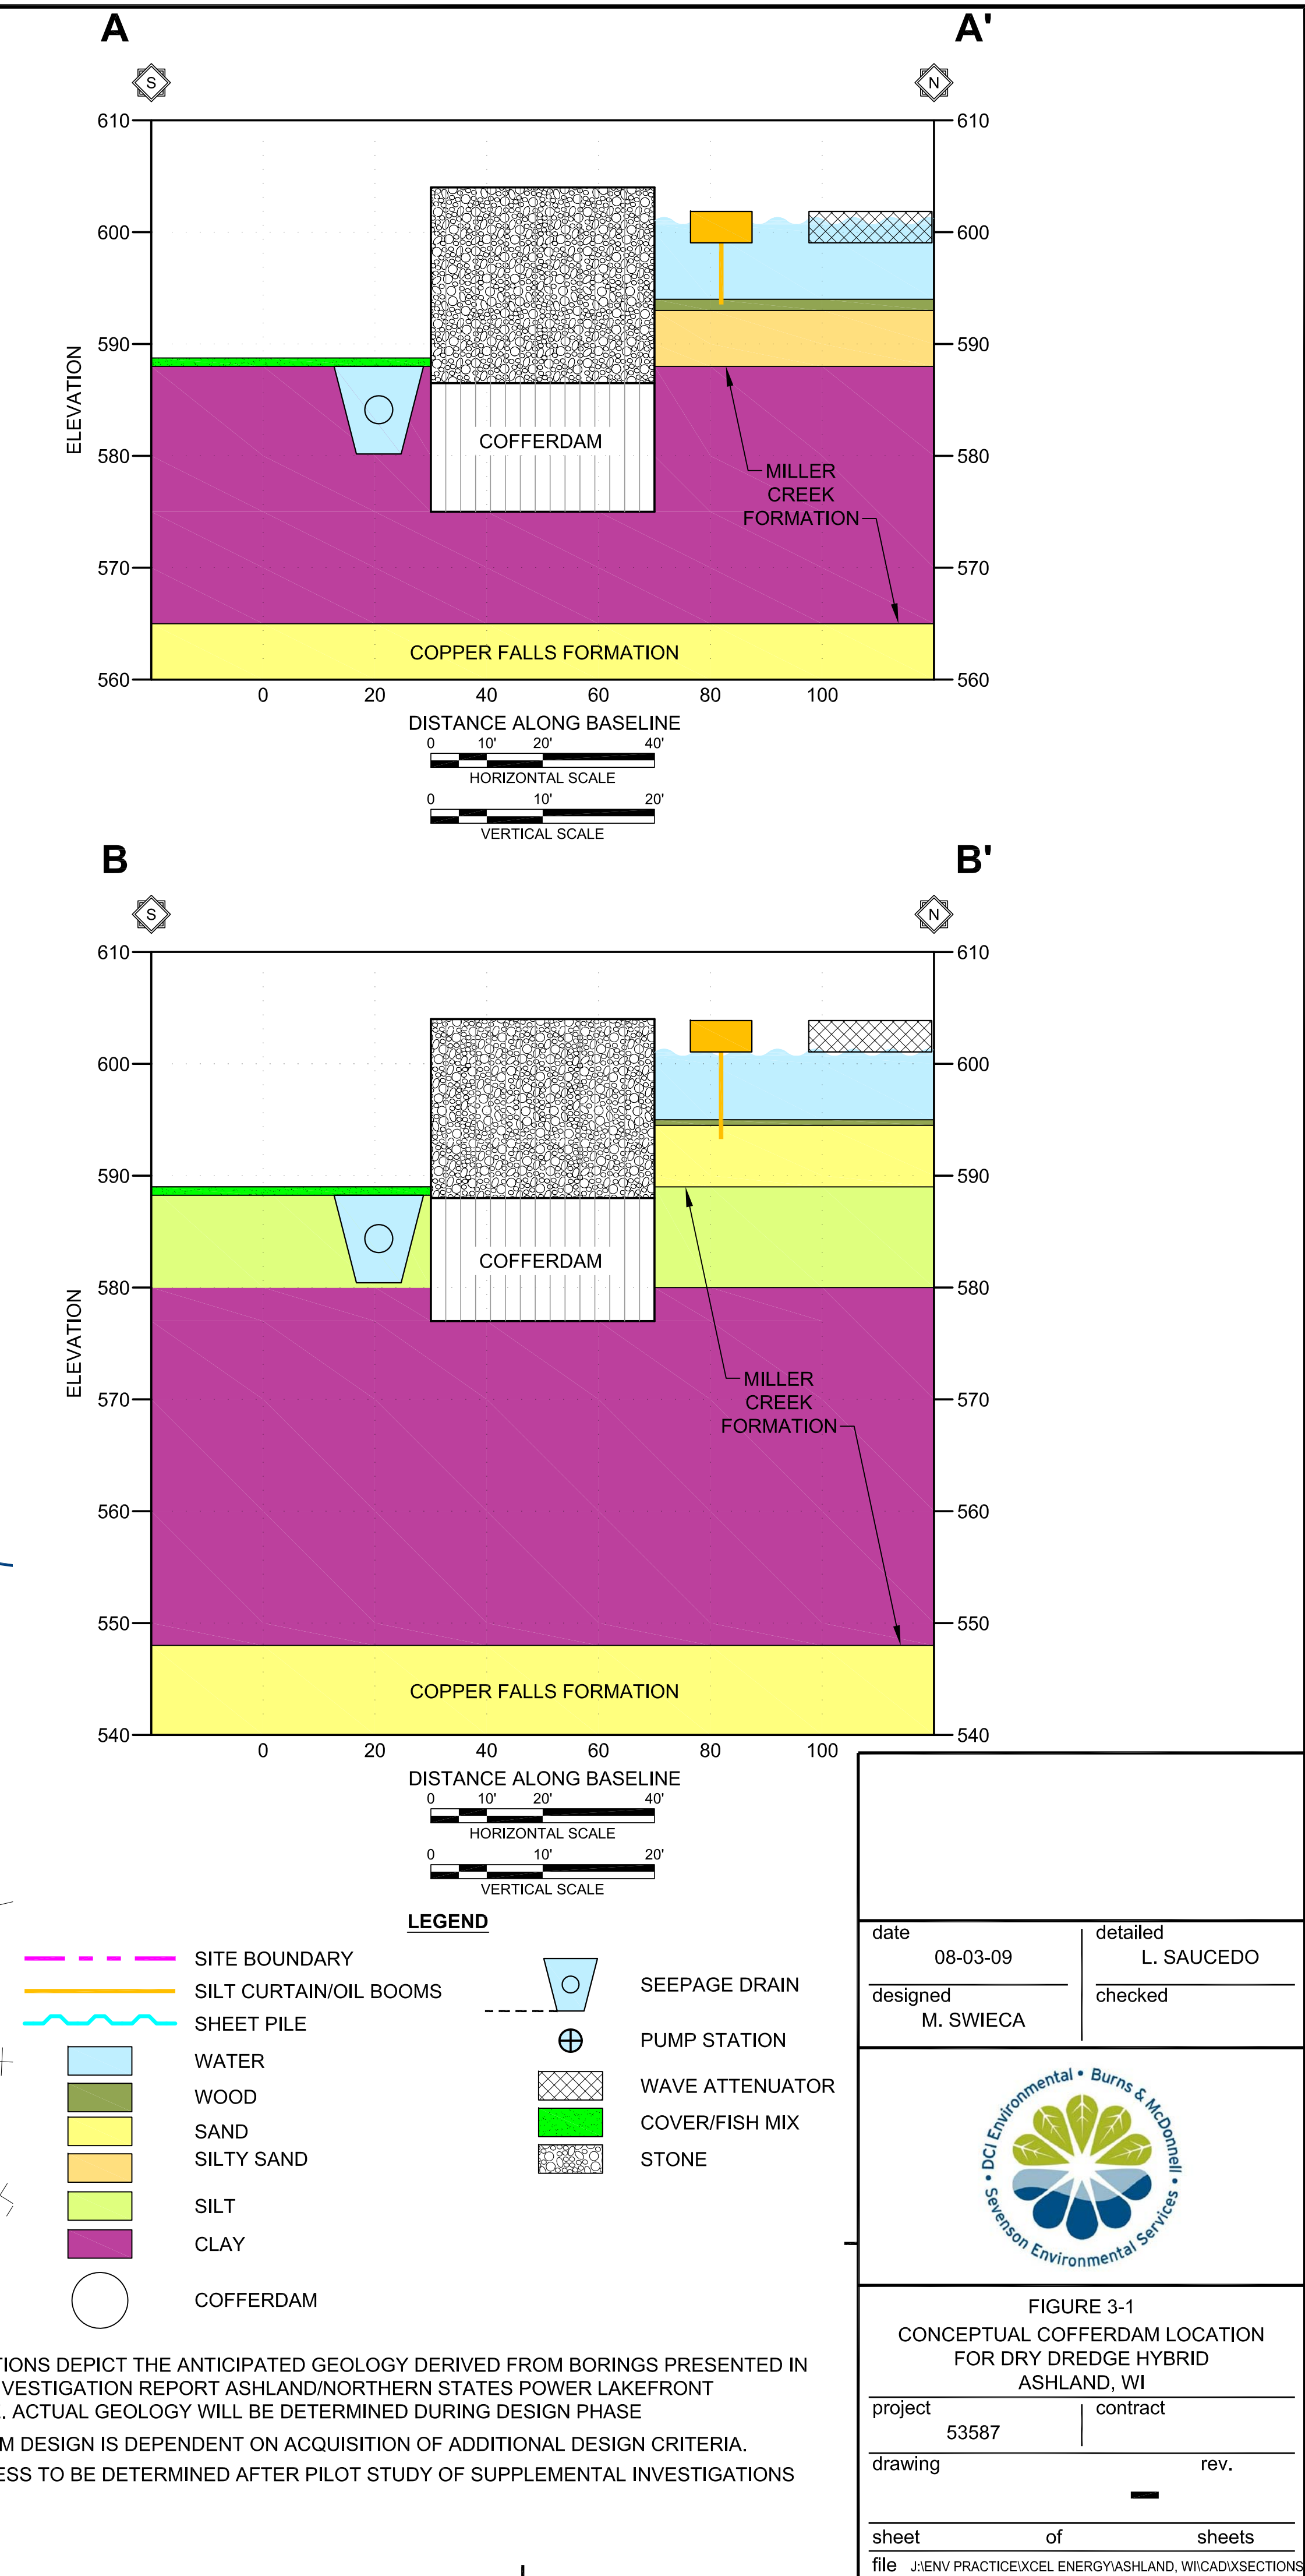 A A'
S N
610 610
600 600
590 590
580 580
570 570
560 560
ELEVATION
COFFERDAM
MILLER
CREEK
FORMATION
COPPER FALLS FORMATION
0 20 40 60 80 100
DISTANCE ALONG BASELINE
0 10' 20' 40'
HORIZONTAL SCALE
0 10' 20'
VERTICAL SCALE
B B'
S N
610 610
600 600
590 590
580 580
570 570
560 560
550 550
540 540
ELEVATION
COFFERDAM
MILLER
CREEK
FORMATION
COPPER FALLS FORMATION
0 20 40 60 80 100
DISTANCE ALONG BASELINE
0 10' 20' 40'
HORIZONTAL SCALE
0 10' 20'
VERTICAL SCALE
LEGEND
SITE BOUNDARY
SILT CURTAIN/OIL BOOMS
SHEET PILE
WATER
WOOD
SAND
SILTY SAND
SILT
CLAY
COFFERDAM
SEEPAGE DRAIN
PUMP STATION
WAVE ATTENUATOR
COVER/FISH MIX
STONE
TIONS DEPICT THE ANTICIPATED GEOLOGY DERIVED FROM BORINGS PRESENTED IN
VESTIGATION REPORT ASHLAND/NORTHERN STATES POWER LAKEFRONT
. ACTUAL GEOLOGY WILL BE DETERMINED DURING DESIGN PHASE
M DESIGN IS DEPENDENT ON ACQUISITION OF ADDITIONAL DESIGN CRITERIA.
ESS TO BE DETERMINED AFTER PILOT STUDY OF SUPPLEMENTAL INVESTIGATIONS
date detailed
08-03-09 L. SAUCEDO
designed checked
M. SWIECA
• DCI Environmental • Burns & McDonnell
• Sevenson Environmental Services •
FIGURE 3-1
CONCEPTUAL COFFERDAM LOCATION
FOR DRY DREDGE HYBRID
ASHLAND, WI
project contract
53587
drawing rev.
sheet of sheets
file J:\ENV PRACTICE\XCEL ENERGY\ASHLAND, WI\CAD\XSECTIONS